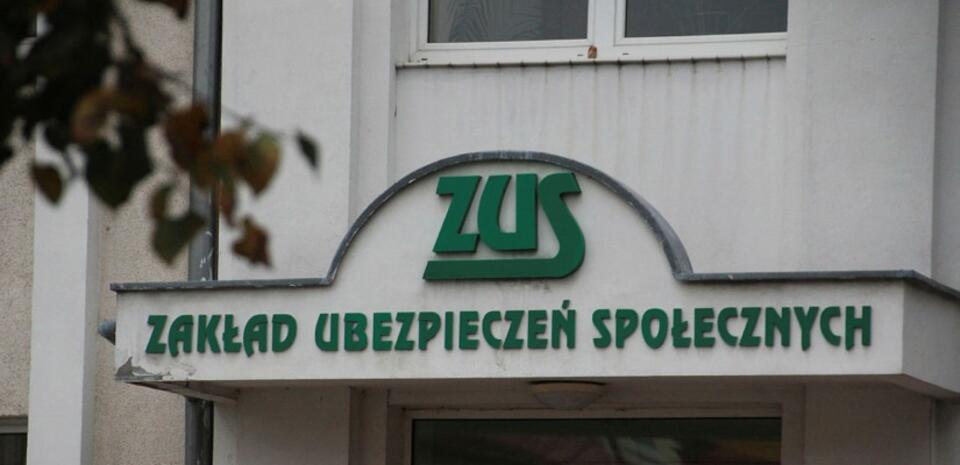 ZUS
ZAKŁAD UBEZPIECZEŃ SPOŁECZNYCH